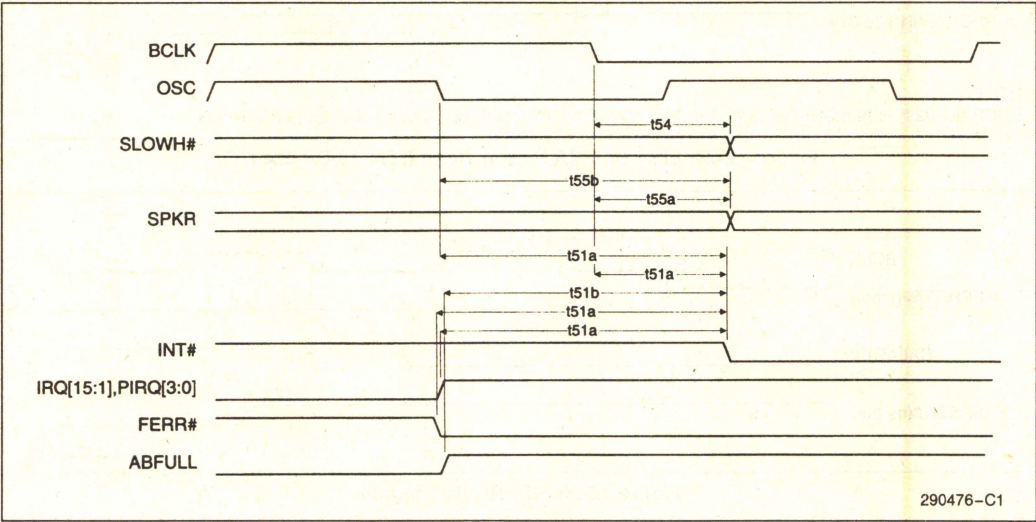 BCLK
OSC
t54
SLOWH#
t55b
t55a
SPKR
t51a
t51a
t51b
t51a
t51a
INT#
IRQ[15:1],PIRQ[3:0]
FERR#
ABFULL
290476–C1